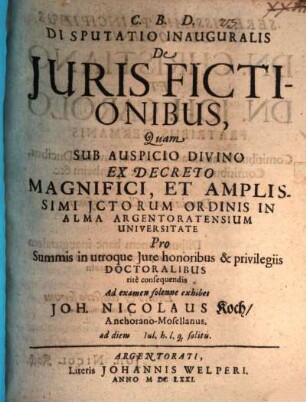 C. B. D.
DISPUTATIO INAUGURALIS
De
JURIS FICTI-
ONIBUS,
Quam
SUB AUSPICIO DIVINO
EX DECRETO
MAGNIFICI, ET AMPLIS-
SIMI JCTORUM ORDINIS IN
ALMA ARGENTORATENSIUM
UNIVERSITATE
Pro
Summis in utroque Jure honoribus & privilegiis
DOCTORALIBUS
ritè consequendis
Ad examen solenne exhibet
JOH. NICOLAUS Koch/
Anchorano-Mosellanus.
ad diem Iul. h. l. q. solitis.
ARGENTORATI,
Literis JOHANNIS WELPERI.
ANNO M DC LXXI.